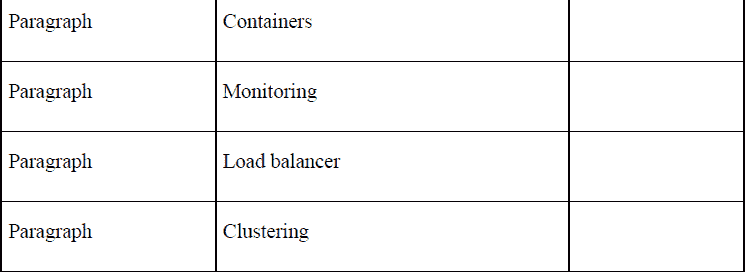 Paragraph Containers
Paragraph Monitoring
Paragraph Load balancer
Paragraph Clustering